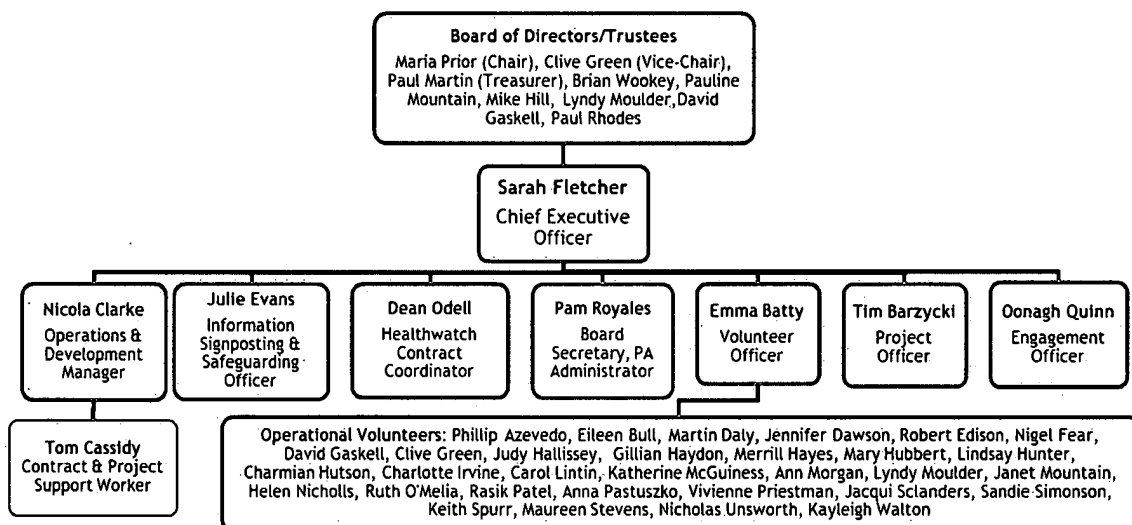 Board of Directors/Trustees
Maria Prior (Chair), Clive Green (Vice-Chair),
Paul Martin (Treasurer), Brian Wookey, Pauline
Mountain, Mike Hill, Lyndy Moulder, David
Gaskell, Paul Rhodes
Sarah Fletcher
Chief Executive
Officer
Nicola Clarke
Operations &
Development
Manager
Julie Evans
Information
Signposting &
Safeguarding
Officer
Dean Odell
Healthwatch
Contract
Coordinator
Pam Royales
Board
Secretary, PA
Administrator
Emma Batty
Volunteer
Officer
Tim Barzycki
Project
Officer
Oonagh Quinn
Engagement
Officer
Tom Cassidy
Contract & Project
Support Worker
Operational Volunteers: Phillip Azevedo, Eileen Bull, Martin Daly, Jennifer Dawson, Robert Edison, Nigel Fear,
David Gaskell, Clive Green, Judy Hallissey, Gillian Haydon, Merrill Hayes, Mary Hubbert, Lindsay Hunter,
Charmian Hutson, Charlotte Irvine, Carol Lintin, Katherine McGuiness, Ann Morgan, Lyndy Moulder, Janet Mountain,
Helen Nicholls, Ruth O'Melia, Rasik Patel, Anna Pastuszko, Vivienne Priestman, Jacqui Sclanders, Sandie Simonson,
Keith Spurr, Maureen Stevens, Nicholas Unsworth, Kayleigh Walton